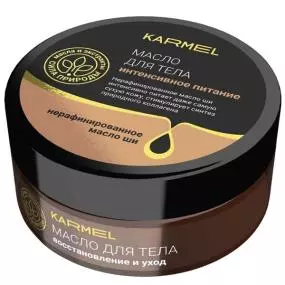 KARMEL
МАСЛО
ДЛЯ ТЕЛА
интенсивное питание
Нерафинированное масло ши
интенсивно питает даже самую
сухую кожу, стимулирует синтез
природного коллагена
масла и экстракты
СИЛА ПРИРОДЫ
нерафинированное
масло ши
KARMEL
МАСЛО ДЛЯ ТЕЛА
восстановление и уход